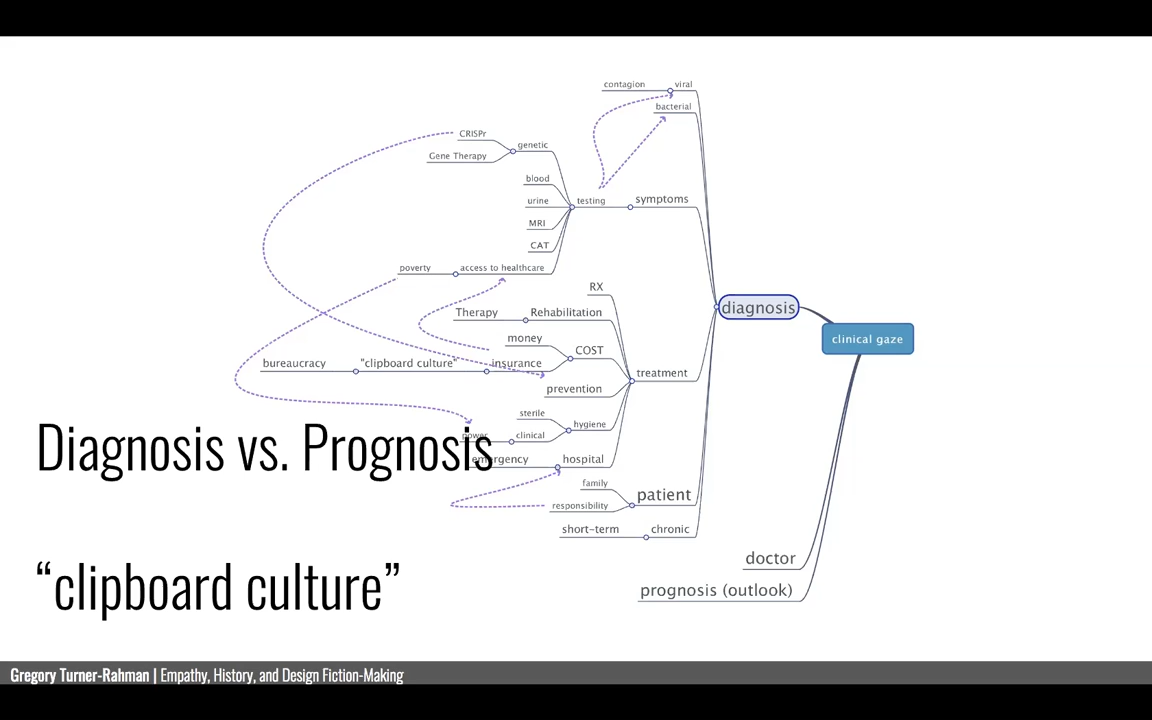 contagion
viral
bacterial
CRISPr
genetic
Gene Therapy
blood
urine
testing
symptoms
MRI
CAT
poverty
access to healthcare
RX
diagnosis
Therapy
Rehabilitation
money
COST
clinical gaze
bureaucracy
"clipboard culture"
insurance
treatment
prevention
sterile
hygiene
power
clinical
emergency
hospital
Diagnosis vs. Prognosis
family
patient
responsibility
short-term
chronic
doctor
prognosis (outlook)
“clipboard culture”
Gregory Turner-Rahman | Empathy, History, and Design Fiction-Making